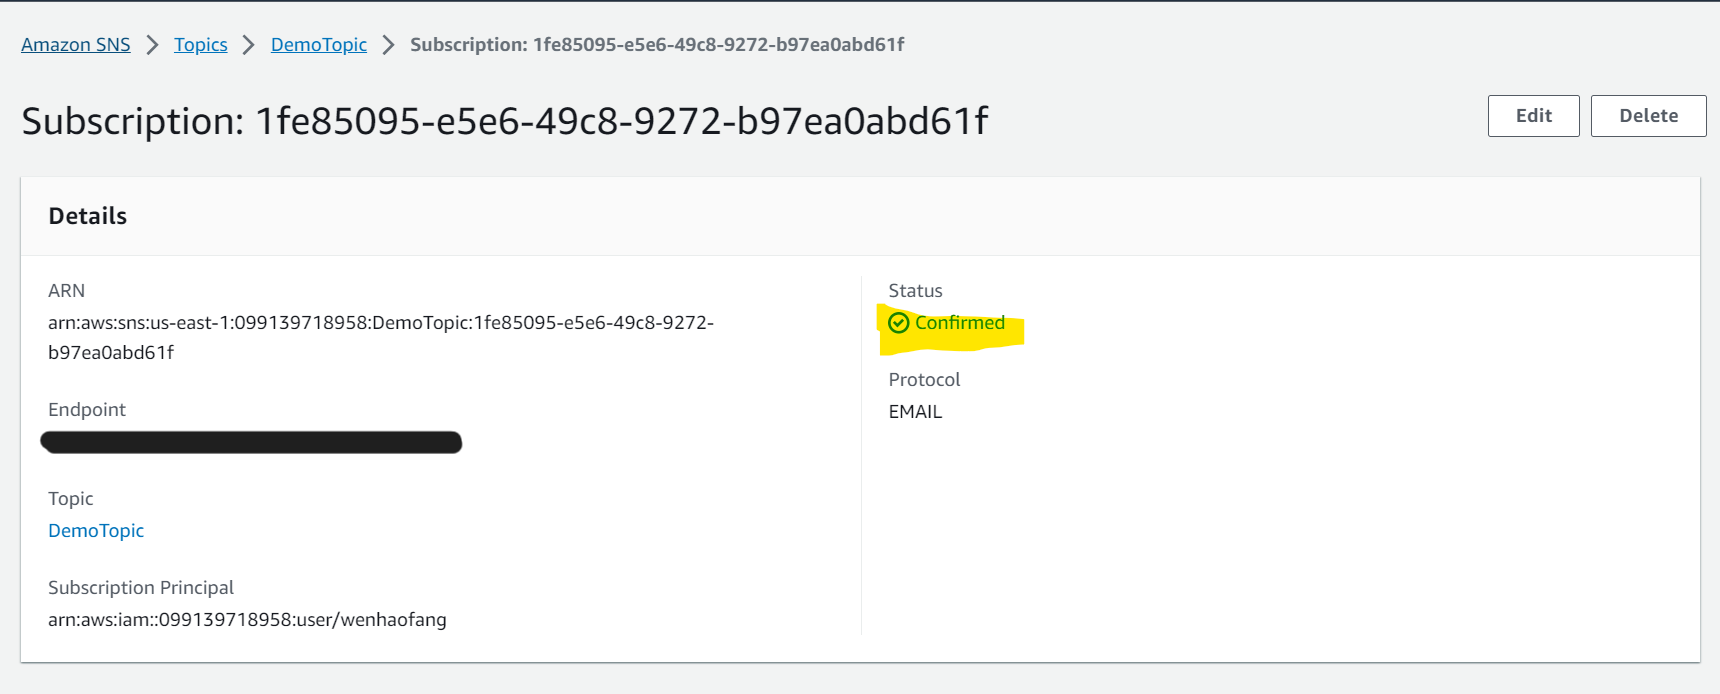 Amazon SNS > Topics > DemoTopic > Subscription: 1fe85095-e5e6-49c8-9272-b97ea0abd61f
Subscription: 1fe85095-e5e6-49c8-9272-b97ea0abd61f
Edit
Delete
Details
ARN
arn:aws:sns:us-east-1:099139718958:DemoTopic:1fe85095-e5e6-49c8-9272-
b97ea0abd61f
Endpoint
Topic
DemoTopic
Subscription Principal
arn:aws:iam::099139718958:user/wenhaofang
Status
Confirmed
Protocol
EMAIL